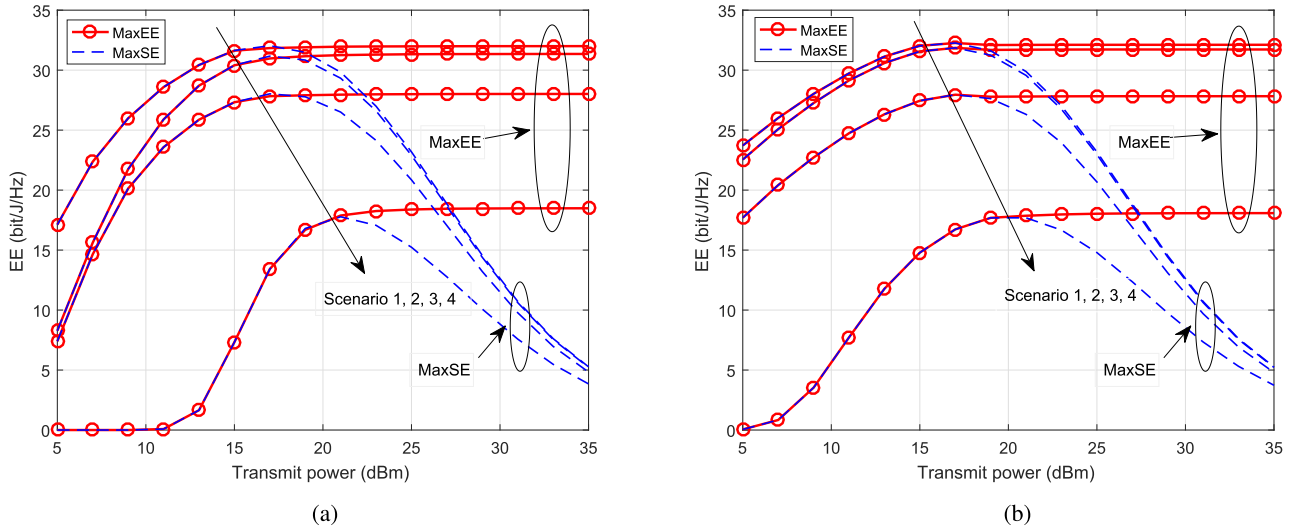 MaxEE
MaxSE
35
30
25
20
15
10
5
0
EE (bit/J/Hz)
MaxEE
Scenario 1, 2, 3, 4
MaxSE
5 10 15 20 25 30 35
Transmit power (dBm)
(a)
MaxEE
MaxSE
35
30
25
20
15
10
5
0
EE (bit/J/Hz)
MaxEE
Scenario 1, 2, 3, 4
MaxSE
5 10 15 20 25 30 35
Transmit power (dBm)
(b)